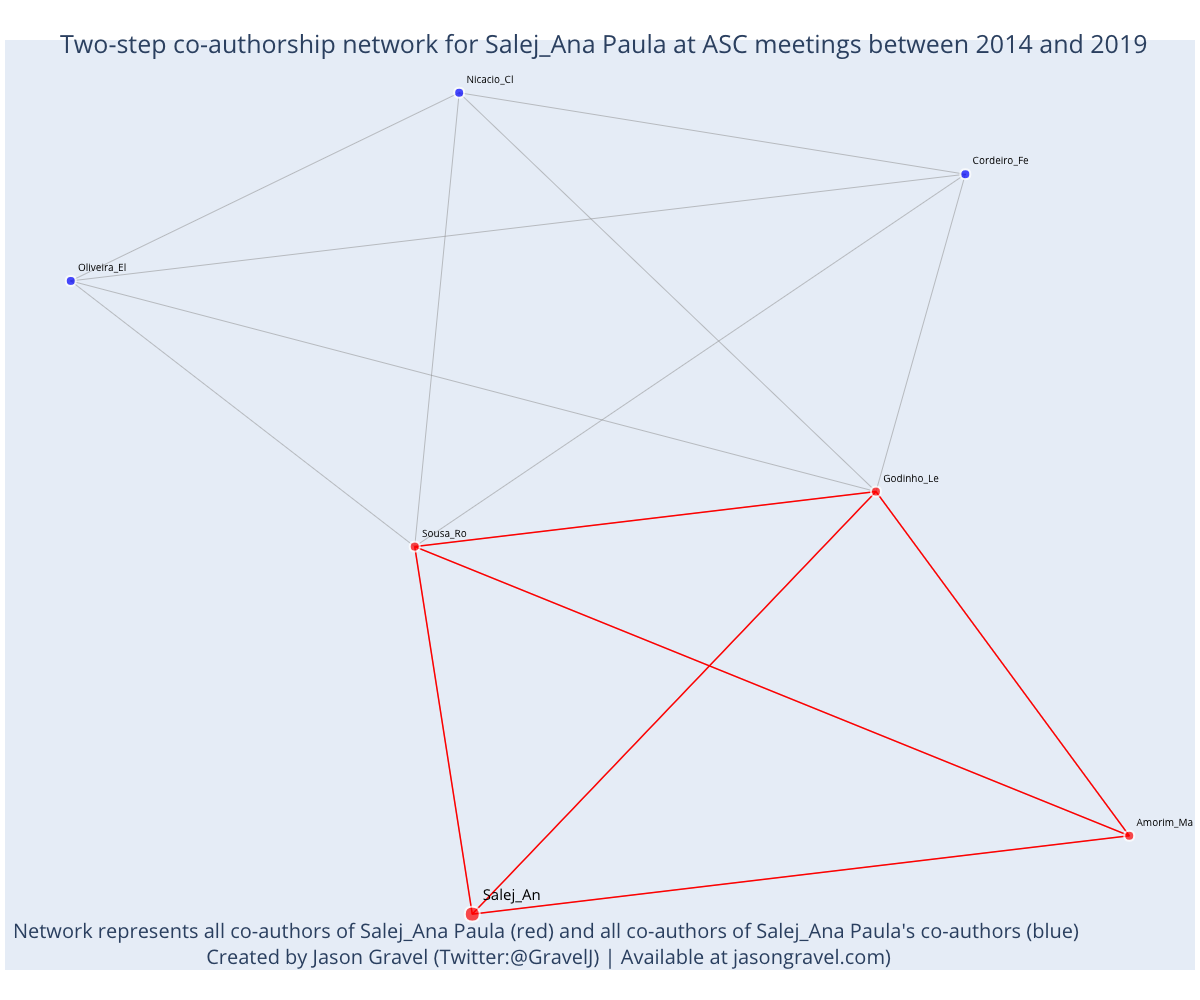 Two-step co-authorship network for Salej_Ana Paula at ASC meetings between 2014 and 2019
Nicacio_Cl
Cordeiro_Fe
Oliveira_El
Godinho_Le
Sousa_Ro
Amorim_Ma
Salej_An
Network represents all co-authors of Salej_Ana Paula (red) and all co-authors of Salej_Ana Paula's co-authors (blue)
Created by Jason Gravel (Twitter:@GravelJ) | Available at jasongravel.com)